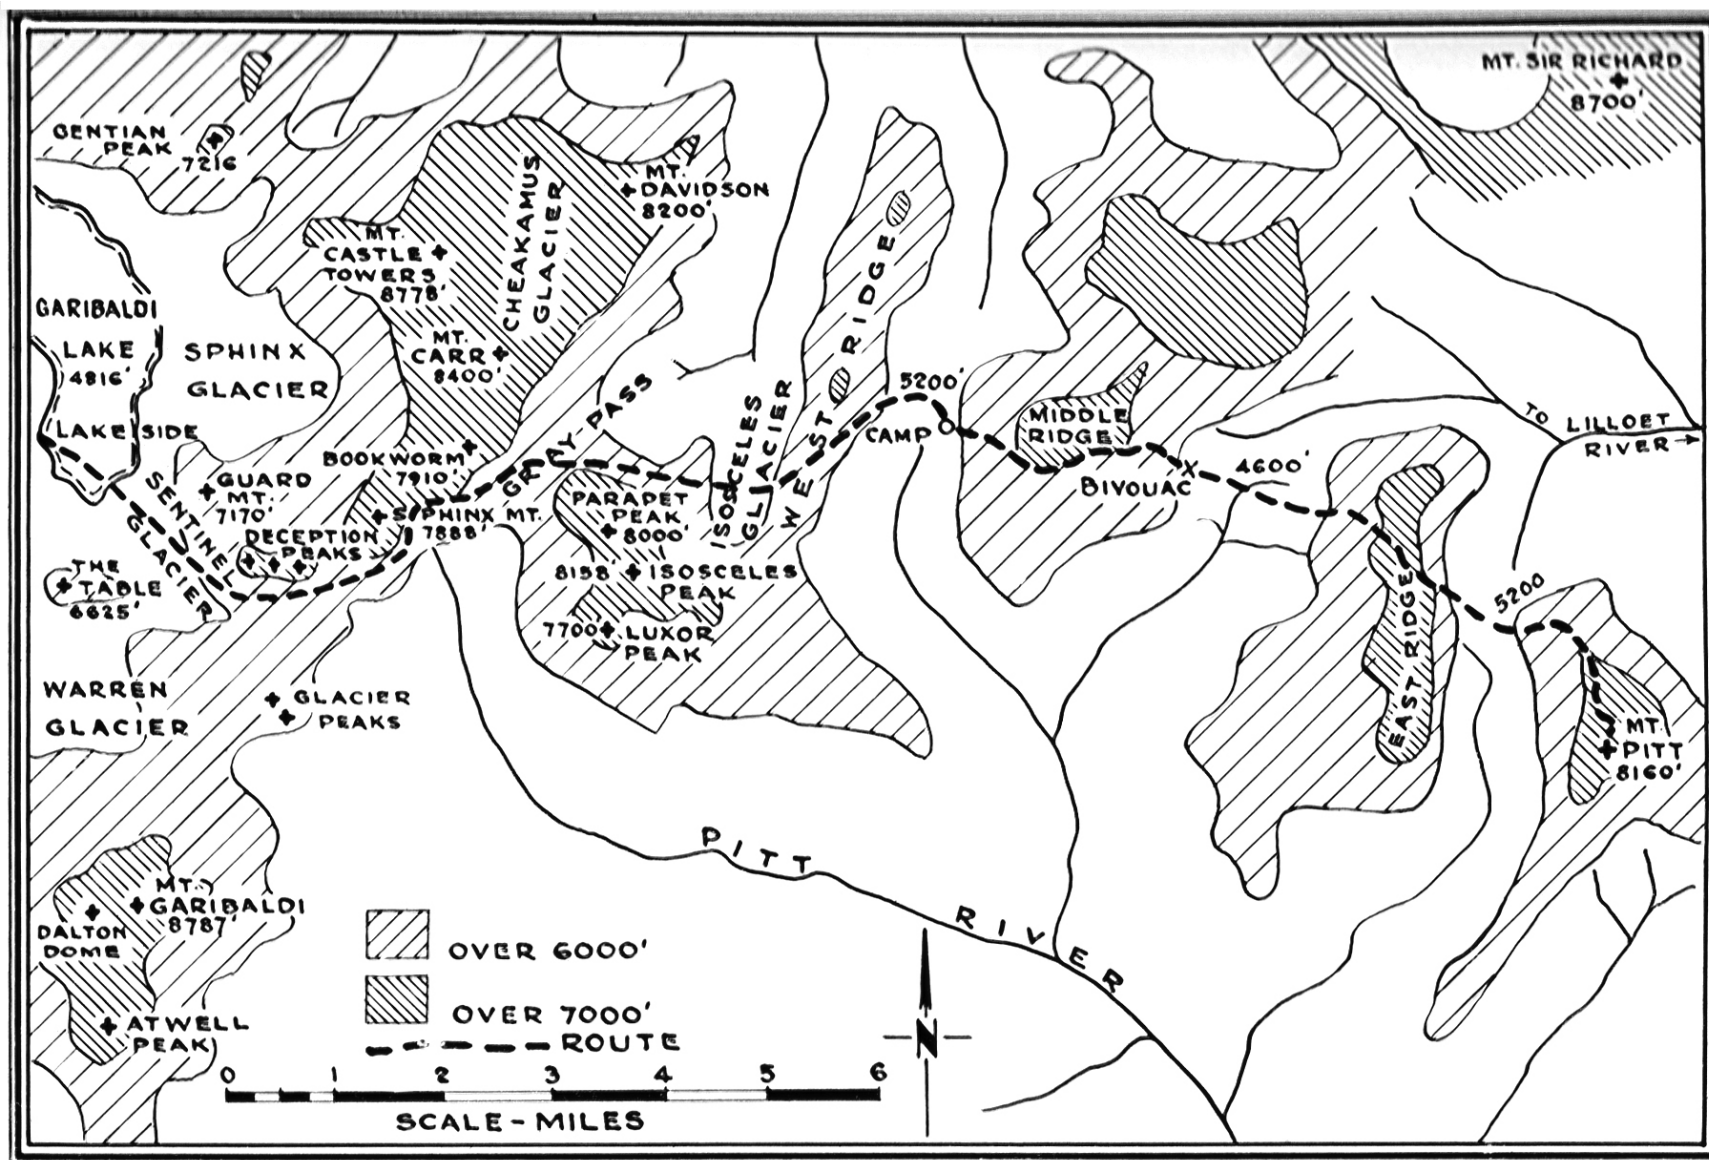 MT. SIR RICHARD
8700'
GENTIAN
PEAK
7216
MT.
DAVIDSON
8200'
CHEAKAMUS
GLACIER
MT.
CASTLE
TOWERS
8778'
GARIBALDI
LAKE
4816'
SPHINX
GLACIER
MT.
CARR
8400'
GRAY-PASS
ISOSCELES
GLACIER
WEST RIDGE
5200'
CAMP
MIDDLE
RIDGE
TO
LILLOET
RIVER
LAKE SIDE
BOOKWORM
7910'
SENTINEL
GLACIER
GUARD
MT.
7170'
SPHINX MT.
7888'
DECEPTION
PEAKS
PARAPET
PEAK
8000'
BIVOUAC
4600'
THE
TABLE
6625'
8158
ISOSCELES
PEAK
7700
LUXOR
PEAK
EAST RIDGE
5200
WARREN
GLACIER
GLACIER
PEAKS
MT.
PITT
8160'
PITT RIVER
MT.
GARIBALDI
8787'
DALTON
DOME
ATWELL
PEAK
OVER 6000'
OVER 7000'
ROUTE
N
0 1 2 3 4 5 6
SCALE - MILES